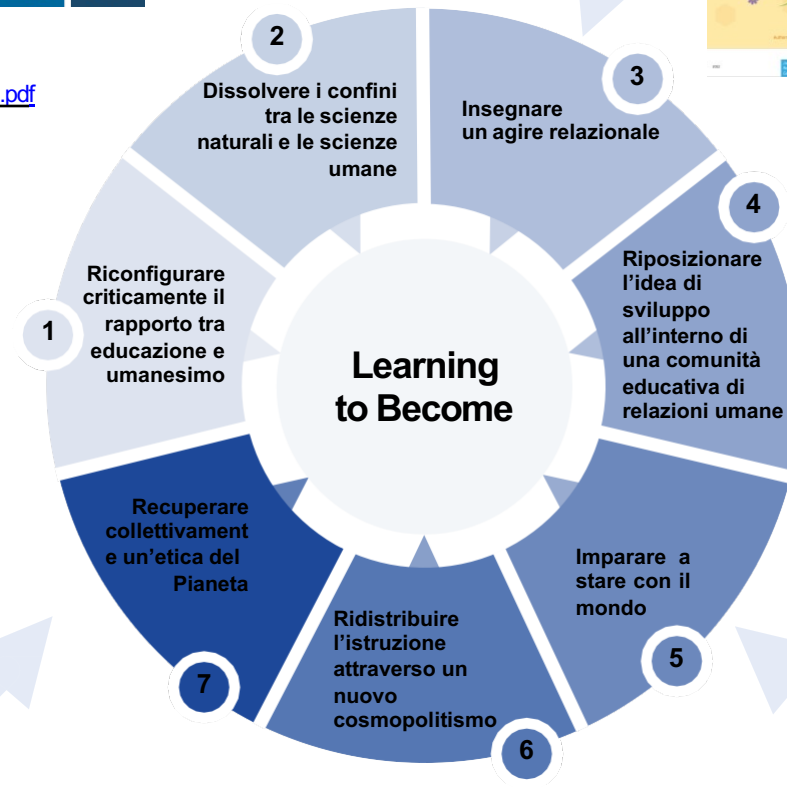 .pdf
1
Riconfigurare
criticamente il
rapporto tra
educazione e
umanesimo
2
Dissolvere i confini
tra le scienze
naturali e le scienze
umane
3
Insegnare
un agire relazionale
4
Riposizionare
l’idea di
sviluppo
all’interno di
una comunità
educativa di
relazioni umane
5
Imparare a
stare con il
mondo
6
Ridistribuire
l’istruzione
attraverso un
nuovo
cosmopolitismo
7
Recuperare
collettivament
e un’etica del
Pianeta
Learning
to Become